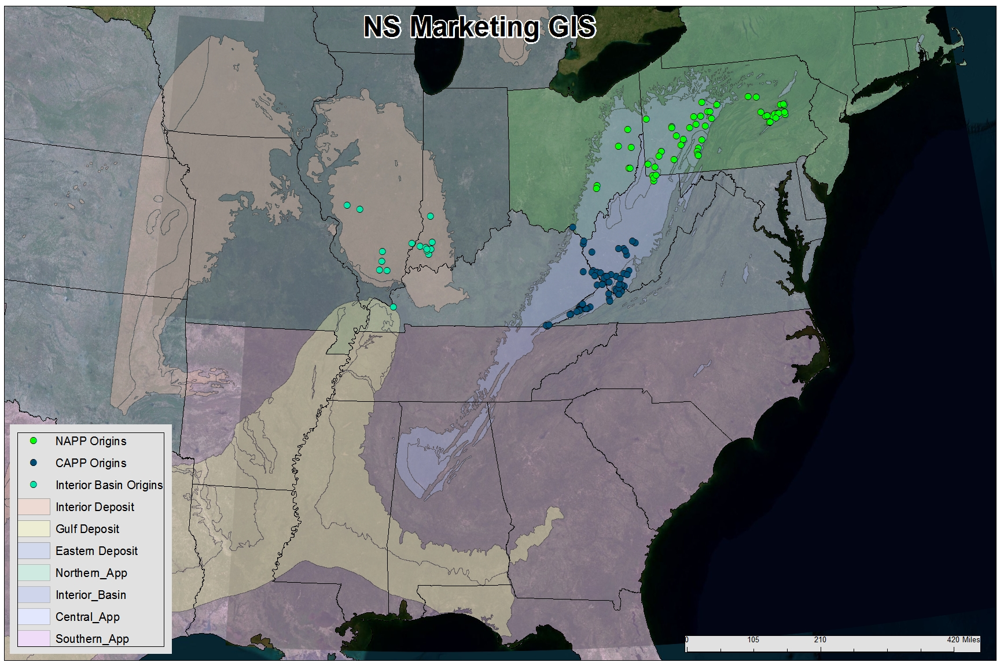 NS Marketing GIS
NAPP Origins
CAPP Origins
Interior Basin Origins
Interior Deposit
Gulf Deposit
Eastern Deposit
Northern_App
Interior_Basin
Central_App
Southern_App
0 105 210 420 Miles